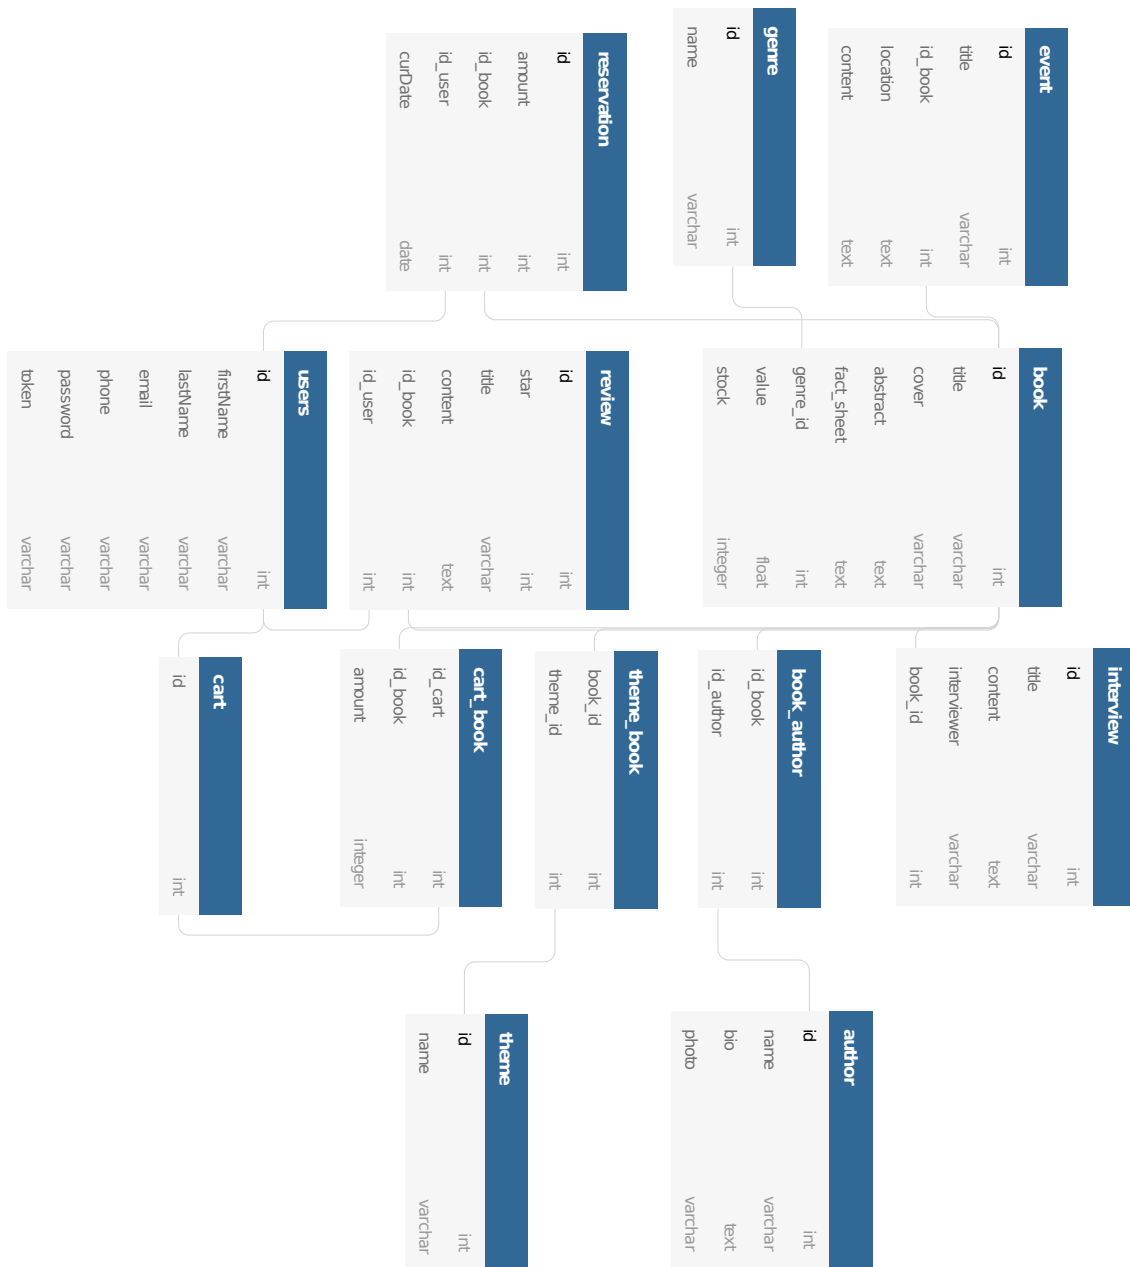 event
id int
title varchar
id_book int
location text
content text
genre
id int
name varchar
reservation
id int
amount int
id_book int
id_user int
curDate date
book
id int
title varchar
cover varchar
abstract text
fact_sheet text
genre_id int
value float
stock integer
review
id int
star int
title varchar
content text
id_book int
id_user int
users
id int
firstName varchar
lastName varchar
email varchar
phone varchar
password varchar
token varchar
interview
id int
title varchar
content text
interviewer varchar
book_id int
book_author
id_book int
id_author int
theme_book
book_id int
theme_id int
cart_book
id_cart int
id_book int
amount integer
cart
id int
author
id int
name varchar
bio text
photo varchar
theme
id int
name varchar